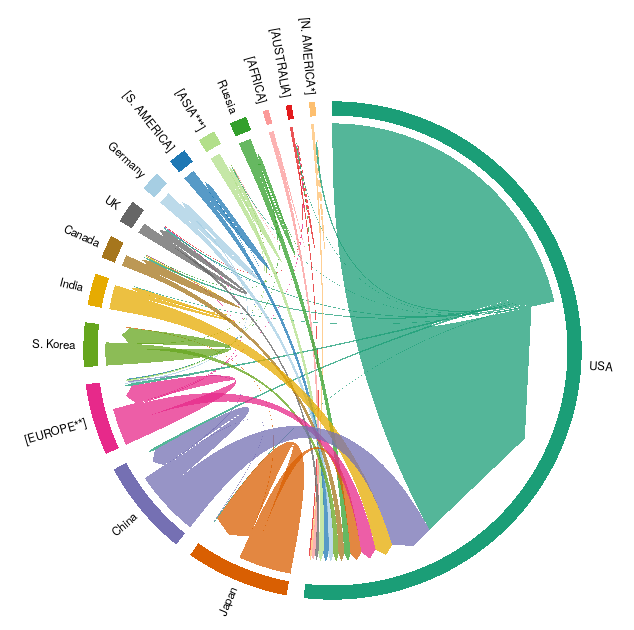 [N. AMERICA*]
[AUSTRALIA]
[AFRICA]
Russia
[ASIA***]
[S. AMERICA]
Germany
UK
Canada
India
S. Korea
[EUROPE**]
China
Japan
USA